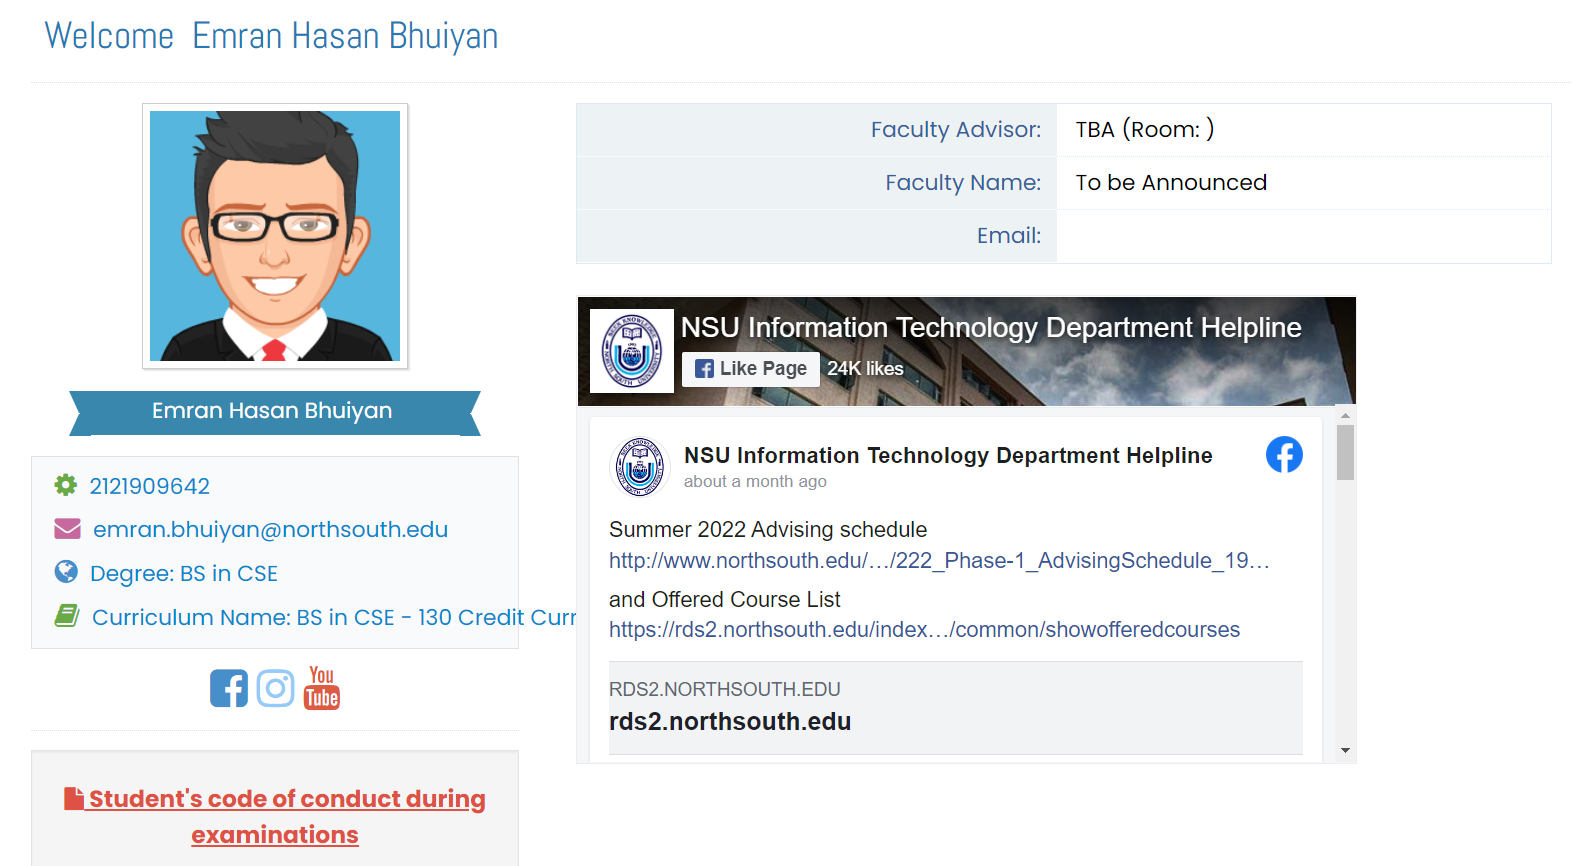 Welcome Emran Hasan Bhuiyan
Emran Hasan Bhuiyan
2121909642
emran.bhuiyan@northsouth.edu
Degree: BS in CSE
Curriculum Name: BS in CSE - 130 Credit Curr
You
Tube
Student's code of conduct during
examinations
Faculty Advisor: TBA (Room: )
Faculty Name: To be Announced
Email:
NSU Information Technology Department Helpline
Like Page 24K likes
NSU Information Technology Department Helpline
about a month ago
Summer 2022 Advising schedule
http://www.northsouth.edu/…/222_Phase-1_AdvisingSchedule_19…
and Offered Course List
https://rds2.northsouth.edu/index…/common/showofferedcourses
RDS2.NORTHSOUTH.EDU
rds2.northsouth.edu